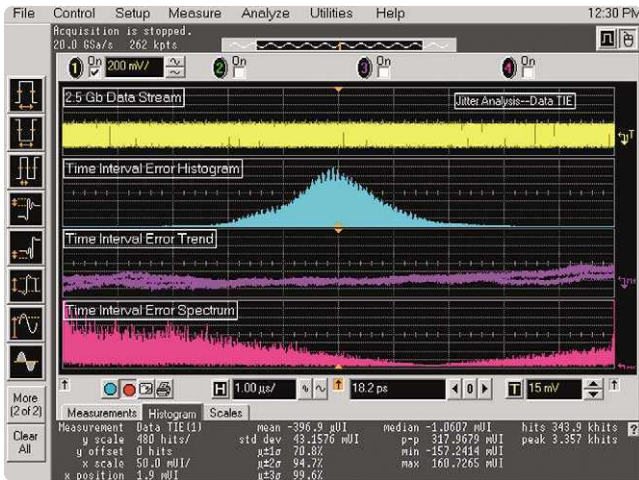 File Control Setup Measure Analyze Utilities Help 12:30 PM
Acquisition is stopped.
20.0 GSa/s 262 kpts
1 On 200 mV/ 2 On 3 On 4 On
2.5 Gb Data Stream
Jitter Analysis--Data TIE
Time Interval Error Histogram
Time Interval Error Trend
Time Interval Error Spectrum
H 1.00 µs/ 18.2 ps 0 T 15 mV
More
(2 of 2)
Clear
All
Measurements Histogram Scales
Measurement Data TIE(1) mean -396.9 µUI median -1.0607 mUI hits 343.9 khits
y scale 480 hits/ std dev 43.1576 mUI p-p 317.9679 mUI peak 3.357 khits
y offset 0 hits µ±1σ 70.8% min -157.2414 mUI
x scale 50.0 mUI/ µ±2σ 94.7% max 160.7265 mUI
x position 1.9 mUI µ±3σ 99.6%